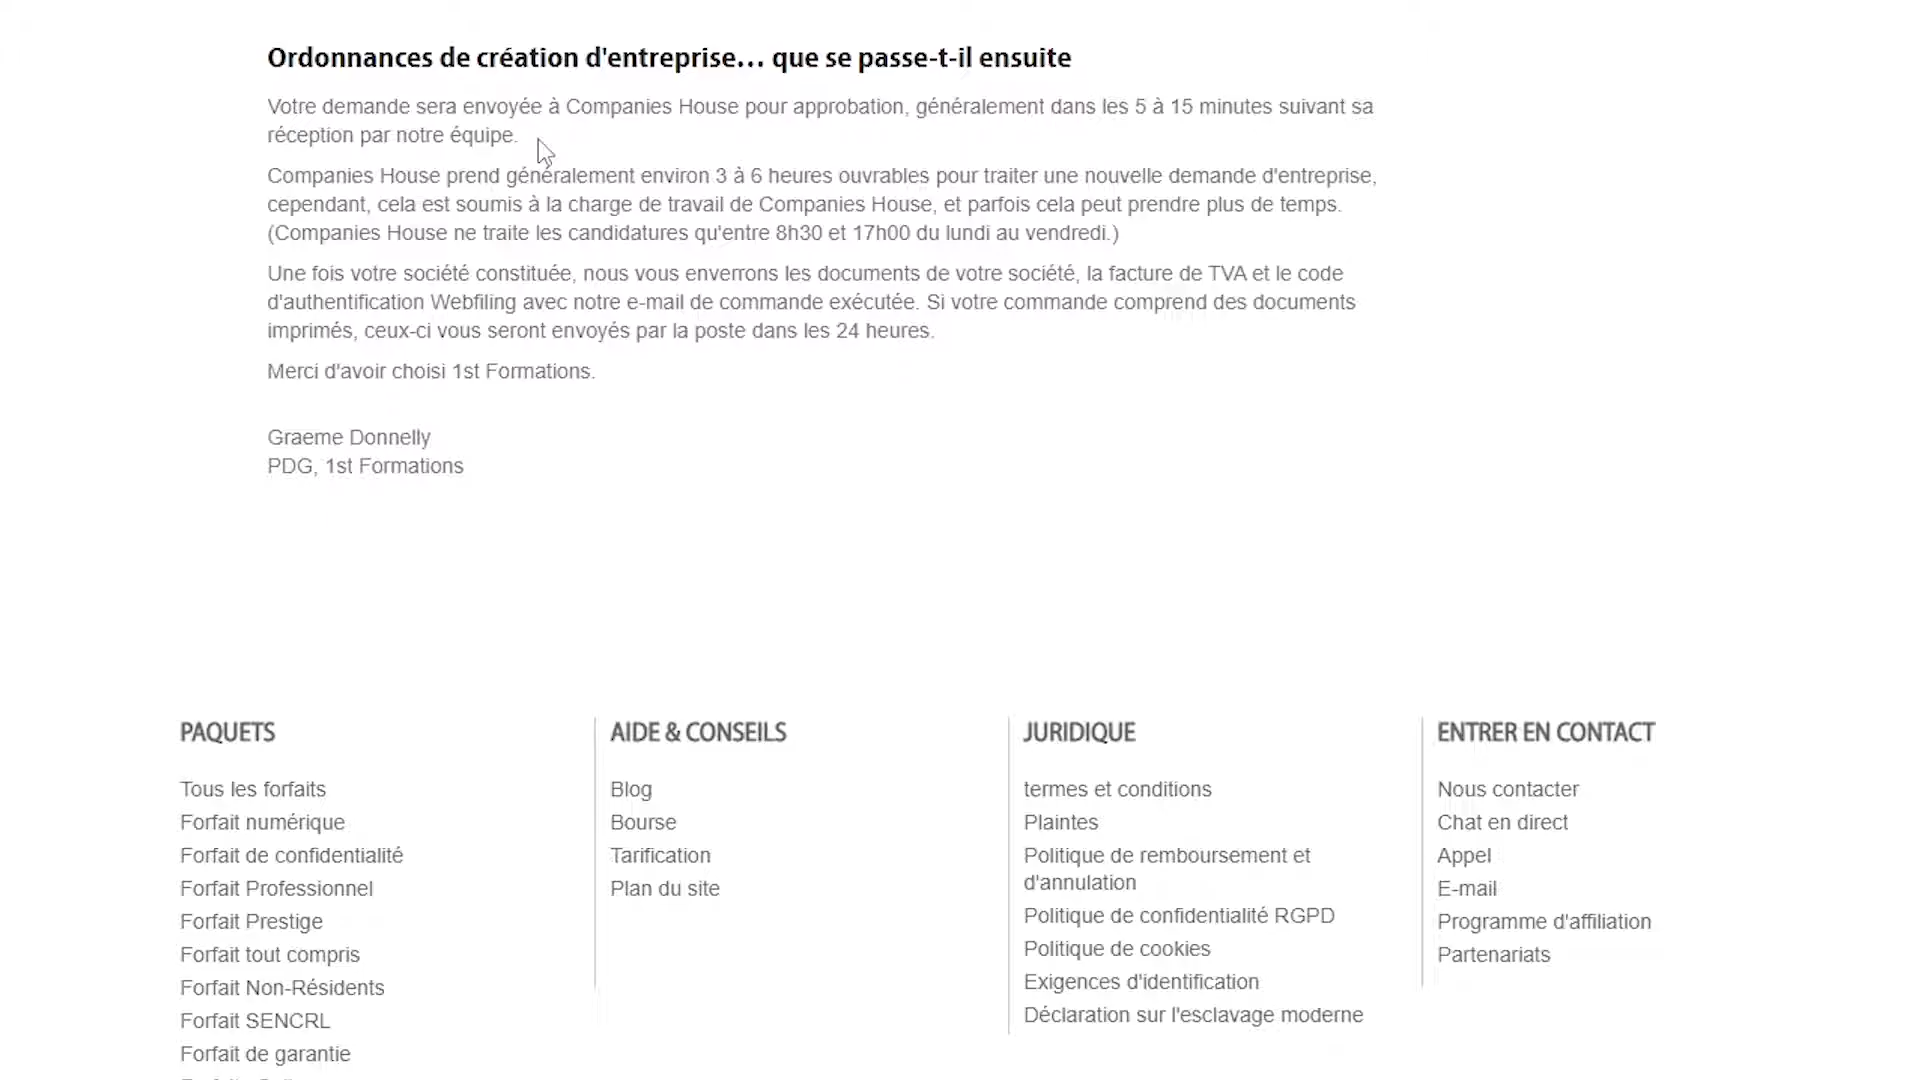 Ordonnances de création d'entreprise… que se passe-t-il ensuite
Votre demande sera envoyée à Companies House pour approbation, généralement dans les 5 à 15 minutes suivant sa
réception par notre équipe.
Companies House prend généralement environ 3 à 6 heures ouvrables pour traiter une nouvelle demande d'entreprise,
cependant, cela est soumis à la charge de travail de Companies House, et parfois cela peut prendre plus de temps.
(Companies House ne traite les candidatures qu'entre 8h30 et 17h00 du lundi au vendredi.)
Une fois votre société constituée, nous vous enverrons les documents de votre société, la facture de TVA et le code
d'authentification Webfiling avec notre e-mail de commande exécutée. Si votre commande comprend des documents
imprimés, ceux-ci vous seront envoyés par la poste dans les 24 heures.
Merci d'avoir choisi 1st Formations.
Graeme Donnelly
PDG, 1st Formations
PAQUETS
Tous les forfaits
Forfait numérique
Forfait de confidentialité
Forfait Professionnel
Forfait Prestige
Forfait tout compris
Forfait Non-Résidents
Forfait SENCRL
Forfait de garantie
AIDE & CONSEILS
Blog
Bourse
Tarification
Plan du site
JURIDIQUE
termes et conditions
Plaintes
Politique de remboursement et
d'annulation
Politique de confidentialité RGPD
Politique de cookies
Exigences d'identification
Déclaration sur l'esclavage moderne
ENTRER EN CONTACT
Nous contacter
Chat en direct
Appel
E-mail
Programme d'affiliation
Partenariats